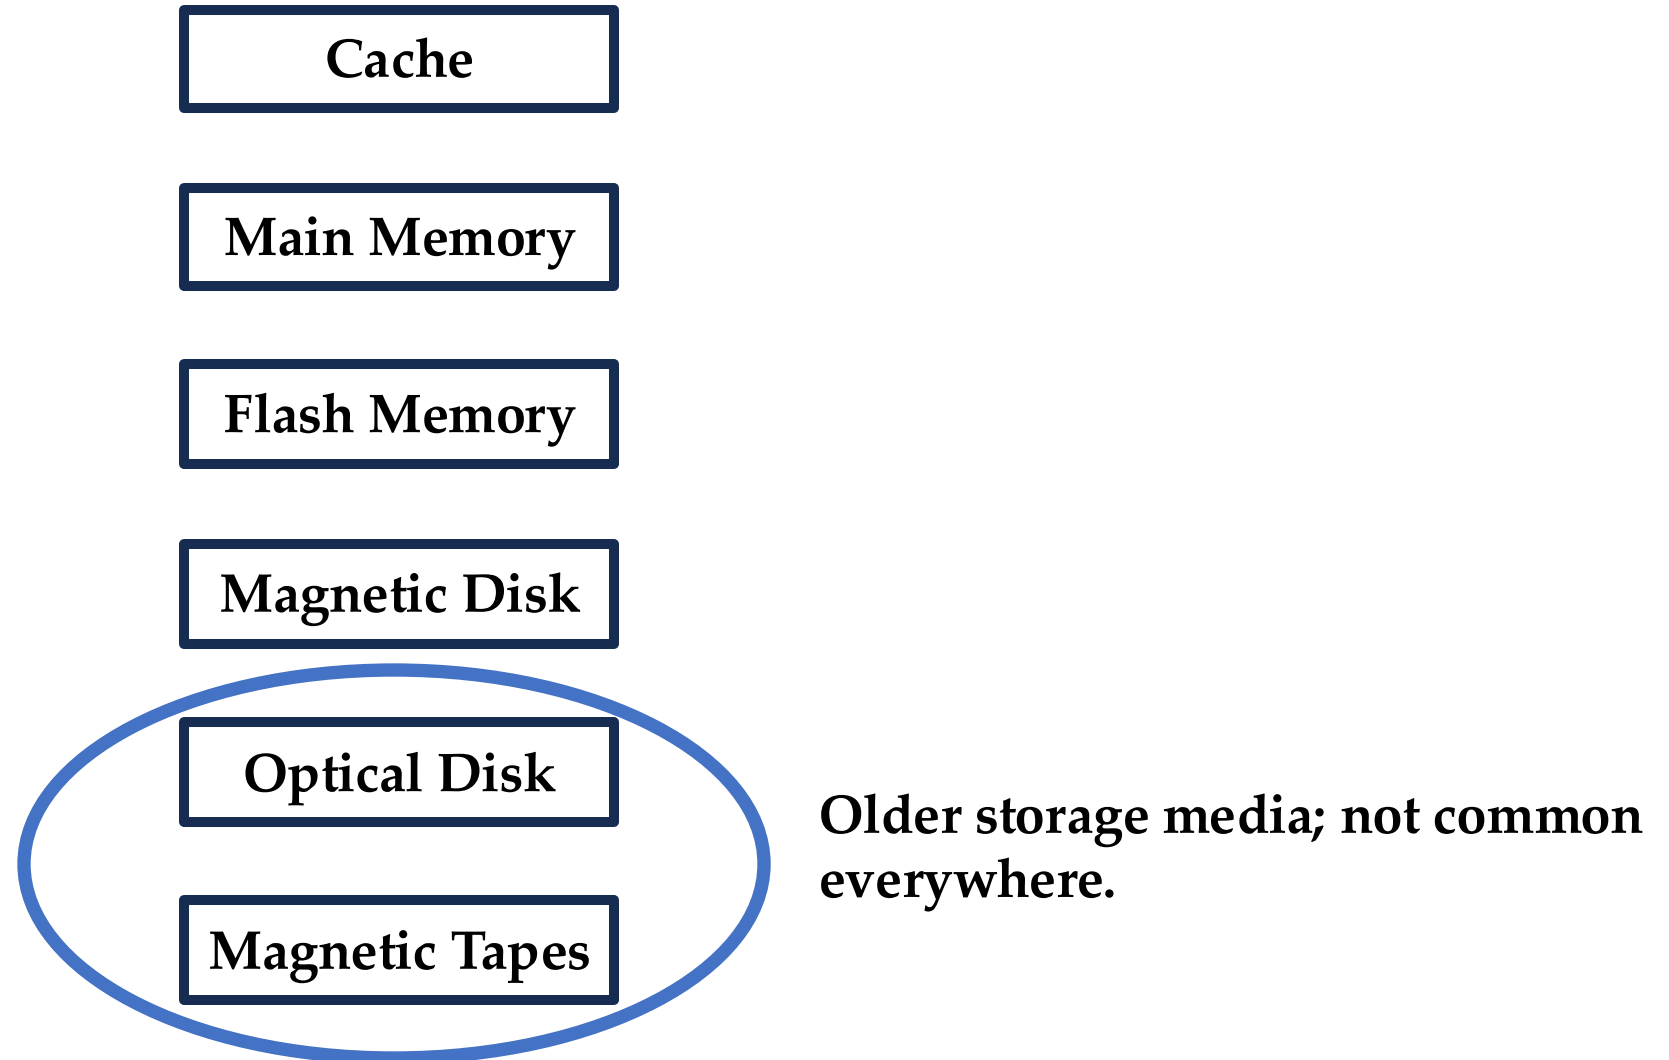 Cache
Main Memory
Flash Memory
Magnetic Disk
Optical Disk
Older storage media; not common
everywhere.
Magnetic Tapes